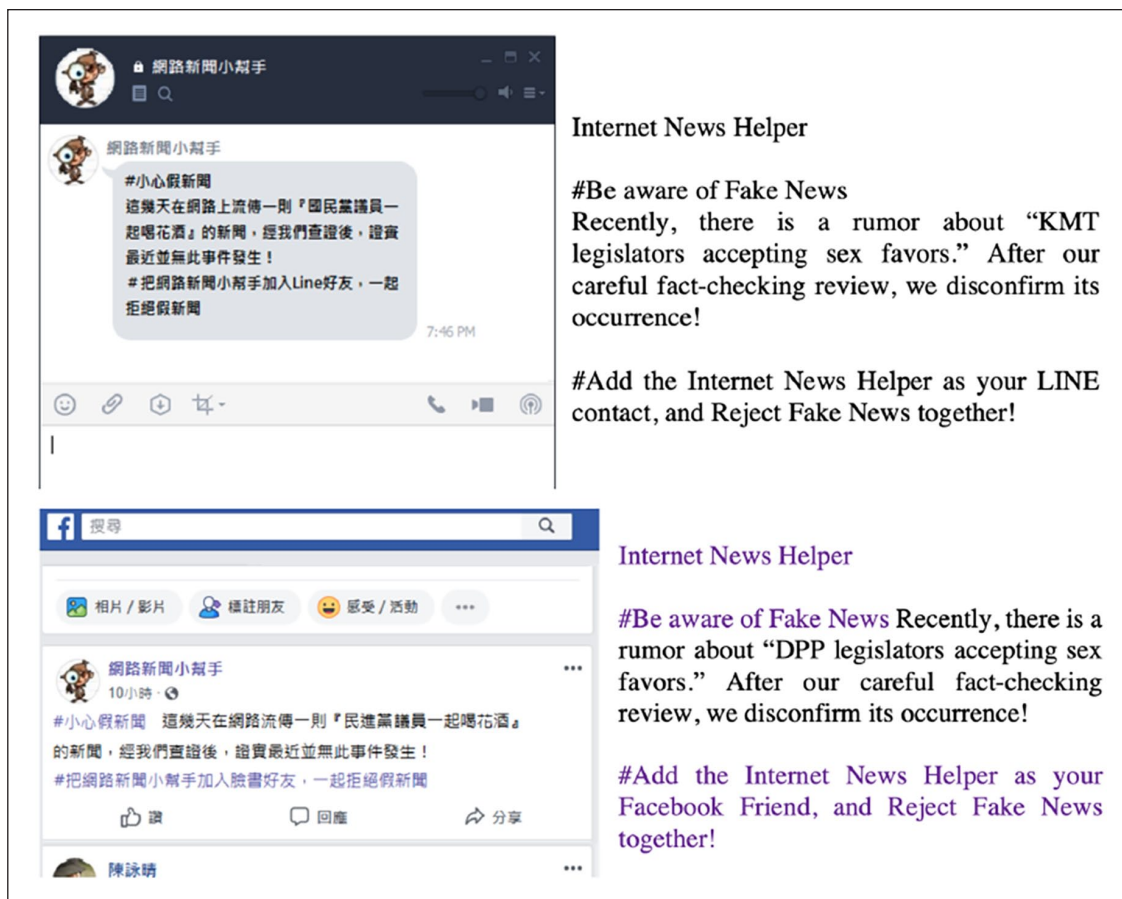 網路新聞小幫手
網路新聞小幫手
#小心假新聞
這幾天在網路上流傳一則『國民黨議員一
起喝花酒』的新聞，經我們查證後，證實
最近並無此事件發生！
#把網路新聞小幫手加入Line好友，一起
拒絕假新聞
7:46 PM
Internet News Helper
#Be aware of Fake News
Recently, there is a rumor about “KMT
legislators accepting sex favors.” After our
careful fact-checking review, we disconfirm its
occurrence!
#Add the Internet News Helper as your LINE
contact, and Reject Fake News together!
f
搜尋
相片 / 影片
標註朋友
感受 / 活動
網路新聞小幫手
10小時
#小心假新聞 這幾天在網路流傳一則『民進黨議員一起喝花酒』
的新聞，經我們查證後，證實最近並無此事件發生！
#把網路新聞小幫手加入臉書好友，一起拒絕假新聞
讚
回應
分享
陳詠晴
Internet News Helper
#Be aware of Fake News Recently, there is a
rumor about “DPP legislators accepting sex
favors.” After our careful fact-checking
review, we disconfirm its occurrence!
#Add the Internet News Helper as your
Facebook Friend, and Reject Fake News
together!